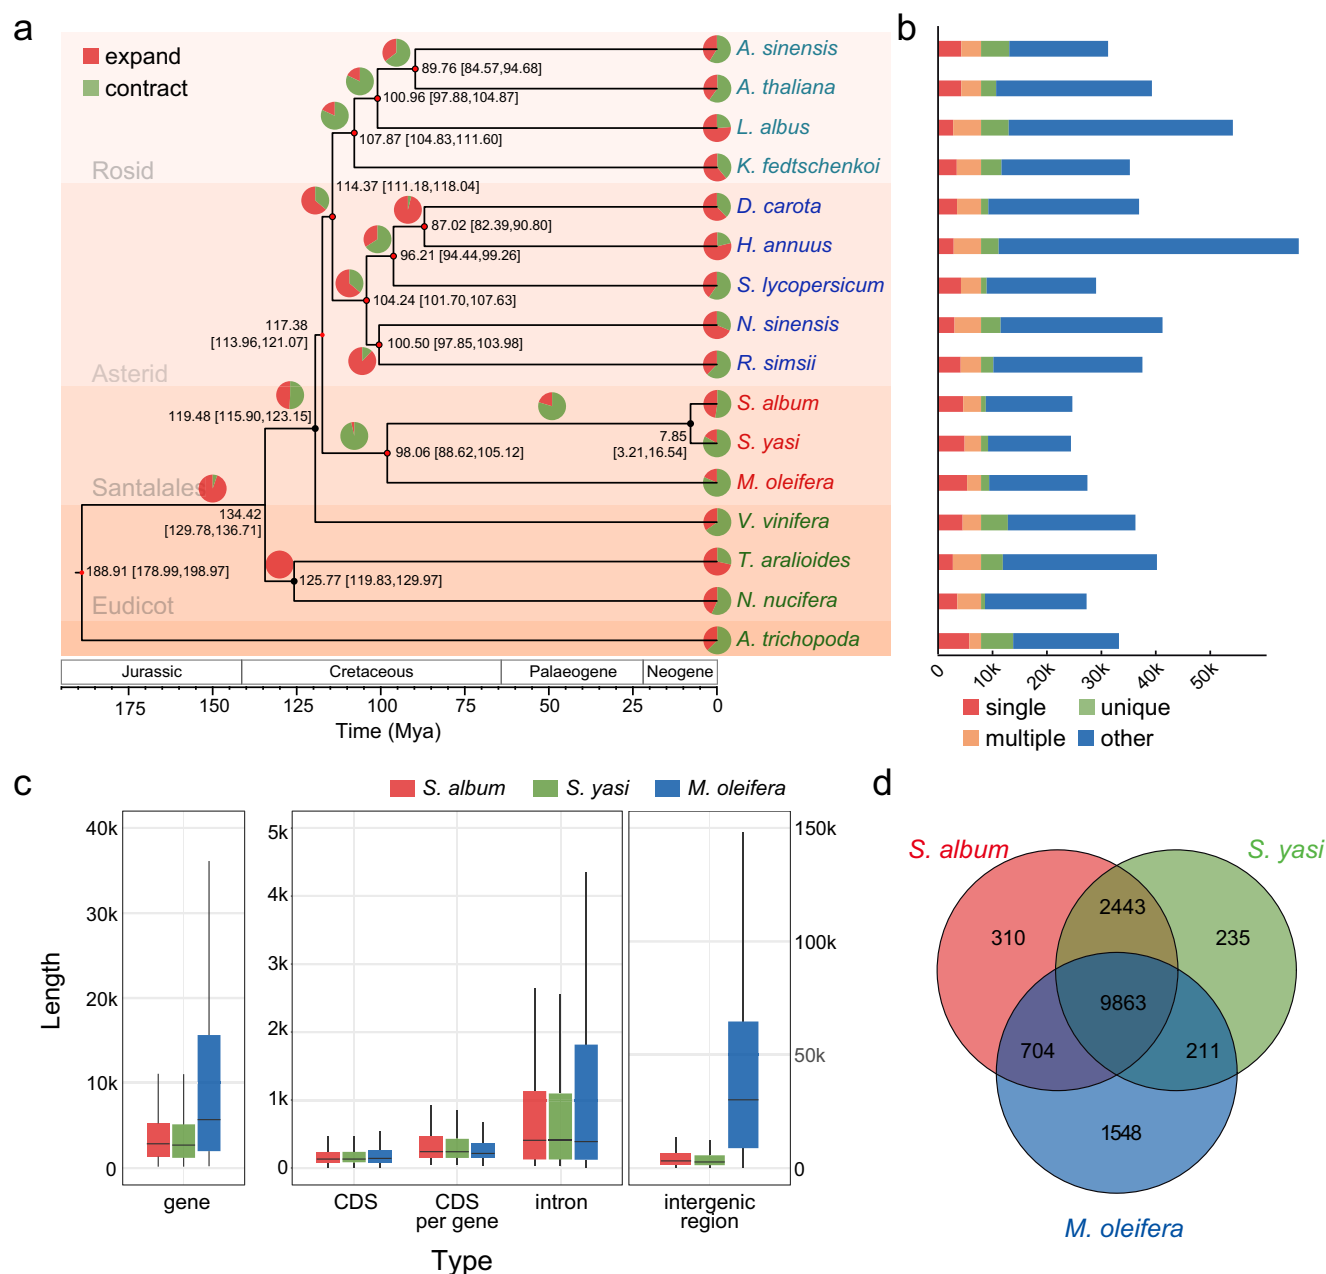 a
expand
contract
Rosid
Asterid
Santalales
Eudicot
89.76 [84.57,94.68]
100.96 [97.88,104.87]
107.87 [104.83,111.60]
114.37 [111.18,118.04]
87.02 [82.39,90.80]
96.21 [94.44,99.26]
104.24 [101.70,107.63]
117.38
[113.96,121.07]
100.50 [97.85,103.98]
119.48 [115.90,123.15]
98.06 [88.62,105.12]
7.85
[3.21,16.54]
134.42
[129.78,136.71]
188.91 [178.99,198.97]
125.77 [119.83,129.97]
A. sinensis
A. thaliana
L. albus
K. fedtschenkoi
D. carota
H. annuus
S. lycopersicum
N. sinensis
R. simsii
S. album
S. yasi
M. oleifera
V. vinifera
T. aralioides
N. nucifera
A. trichopoda
Jurassic Cretaceous Palaeogene Neogene
175 150 125 100 75 50 25 0
Time (Mya)
b
0 10k 20k 30k 40k 50k
single unique
multiple other
c
S. album S. yasi M. oleifera
Length
40k
30k
20k
10k
0
5k
4k
3k
2k
1k
0
150k
100k
50k
0
gene
CDS
CDS
per gene
intron
intergenic
region
Type
d
S. album
S. yasi
2443
310
235
9863
704
211
1548
M. oleifera